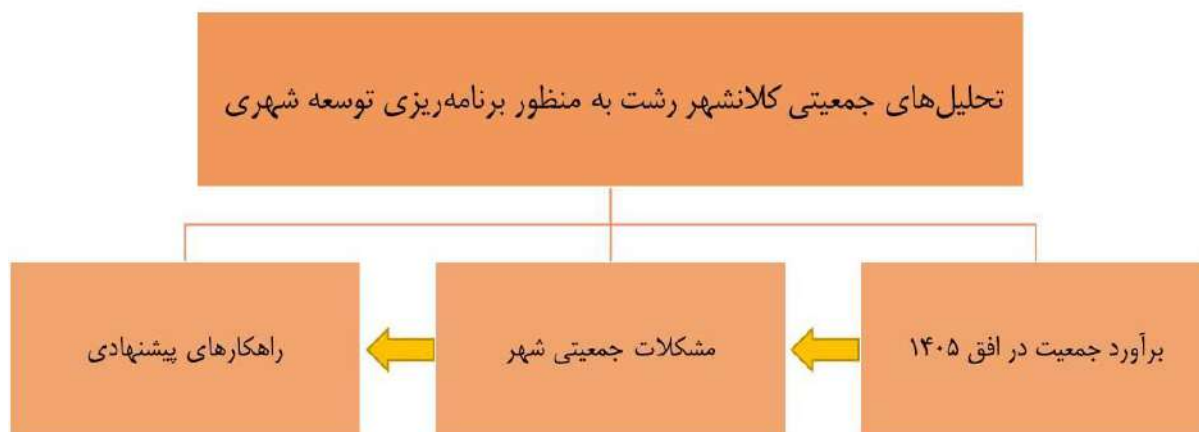 تحلیل‌های جمعیتی کلانشهر رشت به منظور برنامه‌ریزی توسعه شهری
برآورد جمعیت در افق ۱۴۰۵
مشکلات جمعیتی شهر
راهکارهای پیشنهادی